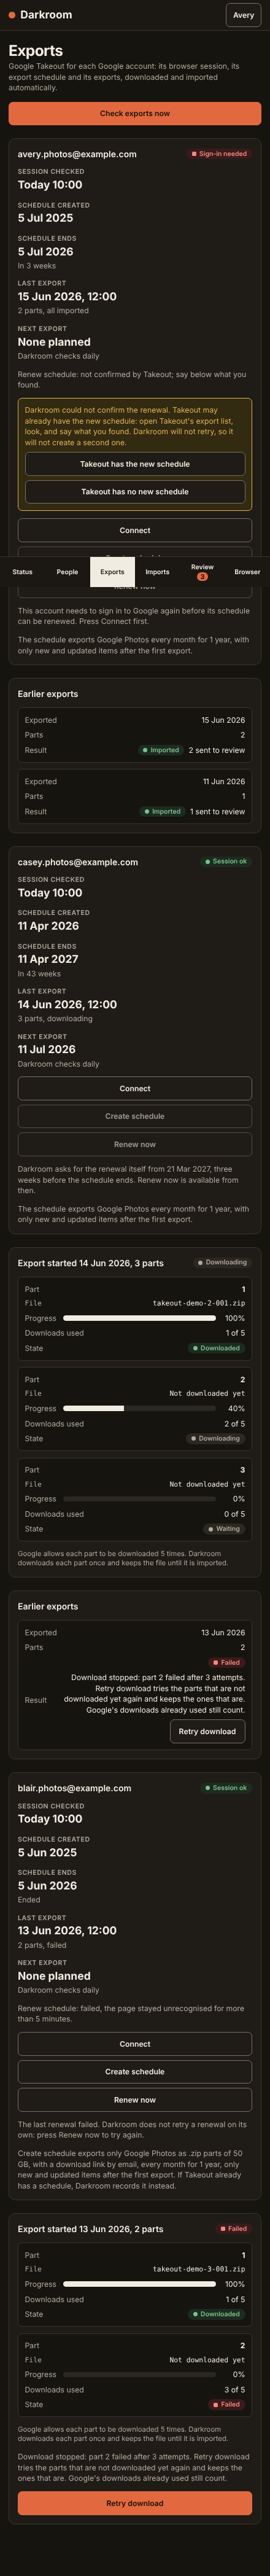 Darkroom
Avery
Exports
Google Takeout for each Google account: its browser session, its
export schedule and its exports, downloaded and imported
automatically.
Check exports now
avery.photos@example.com
Sign-in needed
SESSION CHECKED
Today 10:00
SCHEDULE CREATED
5 Jul 2025
SCHEDULE ENDS
5 Jul 2026
In 3 weeks
LAST EXPORT
15 Jun 2026, 12:00
2 parts, all imported
NEXT EXPORT
None planned
Darkroom checks daily
Renew schedule: not confirmed by Takeout; say below what you
found.
Darkroom could not confirm the renewal. Takeout may
already have the new schedule: open Takeout's export list,
look, and say what you found. Darkroom will not retry, so it
will not create a second one.
Takeout has the new schedule
Takeout has no new schedule
Connect
Status
People
Exports
Imports
Review
3
Browser
This account needs to sign in to Google again before its schedule
can be renewed. Press Connect first.
The schedule exports Google Photos every month for 1 year, with
only new and updated items after the first export.
Earlier exports
Exported 15 Jun 2026
Parts 2
Result Imported 2 sent to review
Exported 11 Jun 2026
Parts 1
Result Imported 1 sent to review
casey.photos@example.com
Session ok
SESSION CHECKED
Today 10:00
SCHEDULE CREATED
11 Apr 2026
SCHEDULE ENDS
11 Apr 2027
In 43 weeks
LAST EXPORT
14 Jun 2026, 12:00
3 parts, downloading
NEXT EXPORT
11 Jul 2026
Darkroom checks daily
Connect
Create schedule
Renew now
Darkroom asks for the renewal itself from 21 Mar 2027, three
weeks before the schedule ends. Renew now is available from
then.
The schedule exports Google Photos every month for 1 year, with
only new and updated items after the first export.
Export started 14 Jun 2026, 3 parts
Downloading
Part 1
File takeout-demo-2-001.zip
Progress 100%
Downloads used 1 of 5
State Downloaded
Part 2
File Not downloaded yet
Progress 40%
Downloads used 2 of 5
State Downloading
Part 3
File Not downloaded yet
Progress 0%
Downloads used 0 of 5
State Waiting
Google allows each part to be downloaded 5 times. Darkroom
downloads each part once and keeps the file until it is imported.
Earlier exports
Exported 13 Jun 2026
Parts 2
Failed
Download stopped: part 2 failed after 3 attempts.
Retry download tries the parts that are not
downloaded yet again and keeps the ones that are.
Result
Google's downloads already used still count.
Retry download
blair.photos@example.com
Session ok
SESSION CHECKED
Today 10:00
SCHEDULE CREATED
5 Jun 2025
SCHEDULE ENDS
5 Jun 2026
Ended
LAST EXPORT
13 Jun 2026, 12:00
2 parts, failed
NEXT EXPORT
None planned
Darkroom checks daily
Renew schedule: failed, the page stayed unrecognised for more
than 5 minutes.
Connect
Create schedule
Renew now
The last renewal failed. Darkroom does not retry a renewal on its
own: press Renew now to try again.
Create schedule exports only Google Photos as .zip parts of 50
GB, with a download link by email, every month for 1 year, only
new and updated items after the first export. If Takeout already
has a schedule, Darkroom records it instead.
Export started 13 Jun 2026, 2 parts
Failed
Part 1
File takeout-demo-3-001.zip
Progress 100%
Downloads used 1 of 5
State Downloaded
Part 2
File Not downloaded yet
Progress 0%
Downloads used 3 of 5
State Failed
Google allows each part to be downloaded 5 times. Darkroom
downloads each part once and keeps the file until it is imported.
Download stopped: part 2 failed after 3 attempts. Retry download
tries the parts that are not downloaded yet again and keeps the
ones that are. Google's downloads already used still count.
Retry download